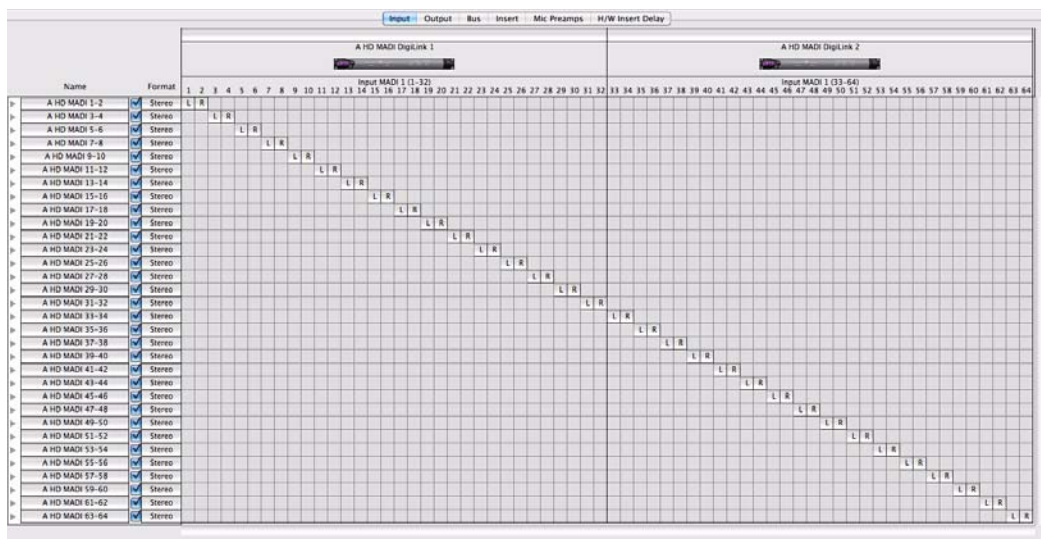 Input Output Bus Insert Mic Preamps H/W Insert Delay
A HD MADI DigiLink 1 A HD MADI DigiLink 2
Input MADI 1 (1-32) Input MADI 1 (33-64)
Name Format 1 2 3 4 5 6 7 8 9 10 11 12 13 14 15 16 17 18 19 20 21 22 23 24 25 26 27 28 29 30 31 32 33 34 35 36 37 38 39 40 41 42 43 44 45 46 47 48 49 50 51 52 53 54 55 56 57 58 59 60 61 62 63 64
A HD MADI 1-2 Stereo L R
A HD MADI 3-4 Stereo L R
A HD MADI 5-6 Stereo L R
A HD MADI 7-8 Stereo L R
A HD MADI 9-10 Stereo L R
A HD MADI 11-12 Stereo L R
A HD MADI 13-14 Stereo L R
A HD MADI 15-16 Stereo L R
A HD MADI 17-18 Stereo L R
A HD MADI 19-20 Stereo L R
A HD MADI 21-22 Stereo L R
A HD MADI 23-24 Stereo L R
A HD MADI 25-26 Stereo L R
A HD MADI 27-28 Stereo L R
A HD MADI 29-30 Stereo L R
A HD MADI 31-32 Stereo L R
A HD MADI 33-34 Stereo L R
A HD MADI 35-36 Stereo L R
A HD MADI 37-38 Stereo L R
A HD MADI 39-40 Stereo L R
A HD MADI 41-42 Stereo L R
A HD MADI 43-44 Stereo L R
A HD MADI 45-46 Stereo L R
A HD MADI 47-48 Stereo L R
A HD MADI 49-50 Stereo L R
A HD MADI 51-52 Stereo L R
A HD MADI 53-54 Stereo L R
A HD MADI 55-56 Stereo L R
A HD MADI 57-58 Stereo L R
A HD MADI 59-60 Stereo L R
A HD MADI 61-62 Stereo L R
A HD MADI 63-64 Stereo L R